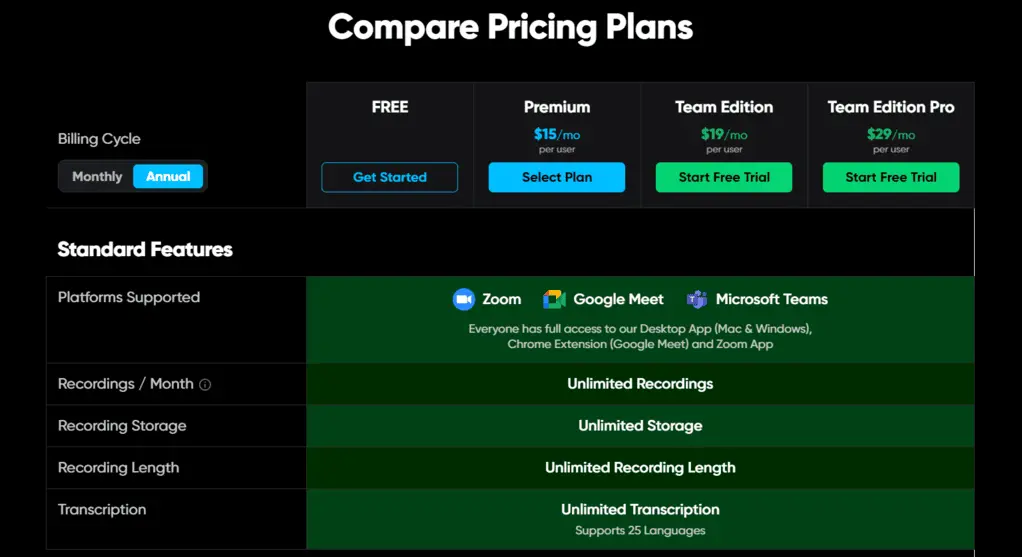 Compare Pricing Plans
Billing Cycle
Monthly Annual
FREE
Get Started
Premium
$15/mo
per user
Select Plan
Team Edition
$19/mo
per user
Start Free Trial
Team Edition Pro
$29/mo
per user
Start Free Trial
Standard Features
Platforms Supported
Zoom Google Meet Microsoft Teams
Everyone has full access to our Desktop App (Mac & Windows),
Chrome Extension (Google Meet) and Zoom App
Recordings / Month
Unlimited Recordings
Recording Storage
Unlimited Storage
Recording Length
Unlimited Recording Length
Transcription
Unlimited Transcription
Supports 25 Languages